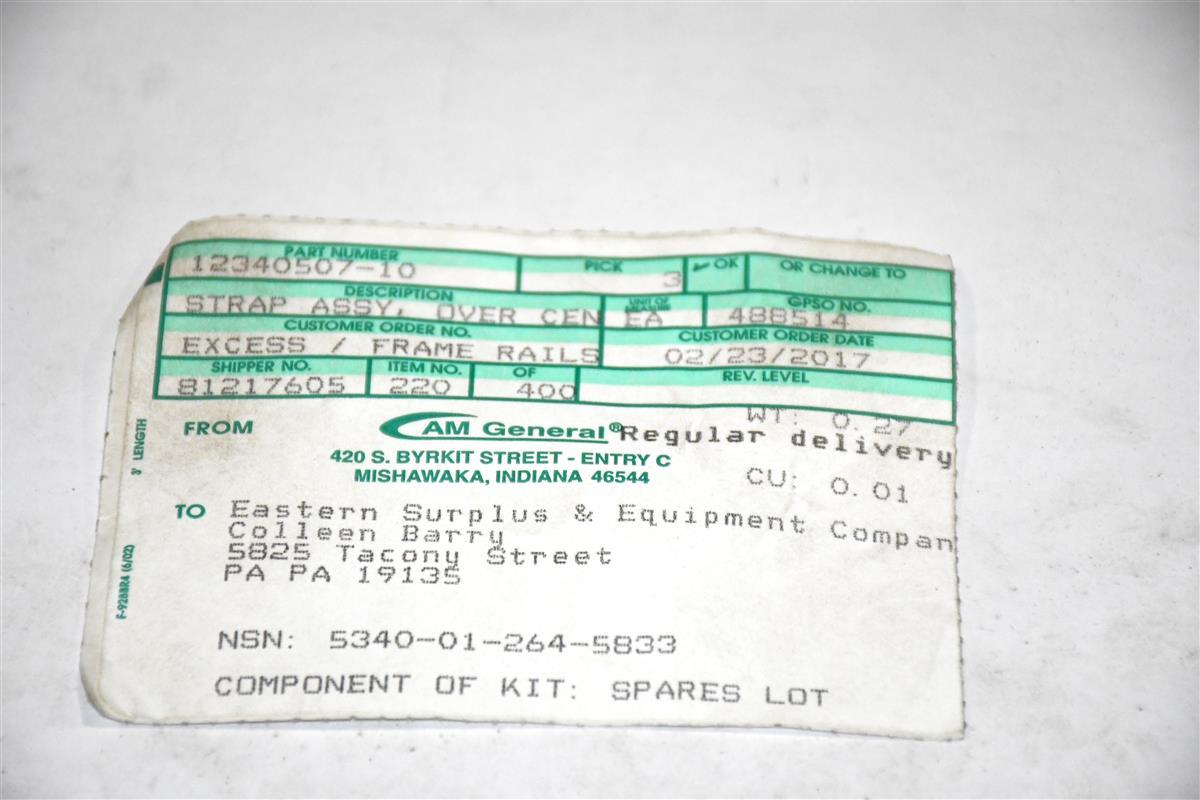 PART NUMBER PICK OK OR CHANGE TO
12340507-10 3
DESCRIPTION UNIT OF MEASURE GPSO NO.
STRAP ASSY, OVER CEN EA 488514
CUSTOMER ORDER NO. CUSTOMER ORDER DATE
EXCESS / FRAME RAILS 02/23/2017
SHIPPER NO. ITEM NO. OF REV. LEVEL
81217605 220 400
WT: 0.27
FROM AM General® Regular delivery
420 S. BYRKIT STREET - ENTRY C
MISHAWAKA, INDIANA 46544
CU: 0.01
TO Eastern Surplus & Equipment Compan
Colleen Barry
5825 Tacony Street
PA PA 19135
NSN: 5340-01-264-5833
COMPONENT OF KIT: SPARES LOT
3' LENGTH
F-928BR4 (6/02)